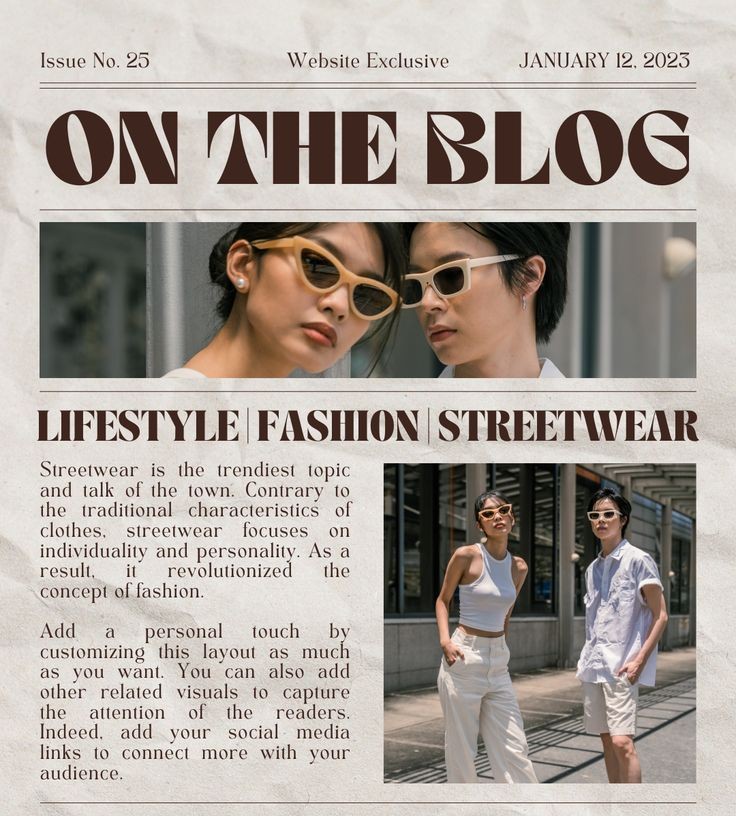 Issue No. 25
Website Exclusive
JANUARY 12, 2023
ON THE BLOG
LIFESTYLE | FASHION | STREETWEAR
Streetwear is the trendiest topic
and talk of the town. Contrary to
the traditional characteristics of
clothes, streetwear focuses on
individuality and personality. As a
result, it revolutionized the
concept of fashion.
Add a personal touch by
customizing this layout as much
as you want. You can also add
other related visuals to capture
the attention of the readers.
Indeed, add your social media
links to connect more with your
audience.